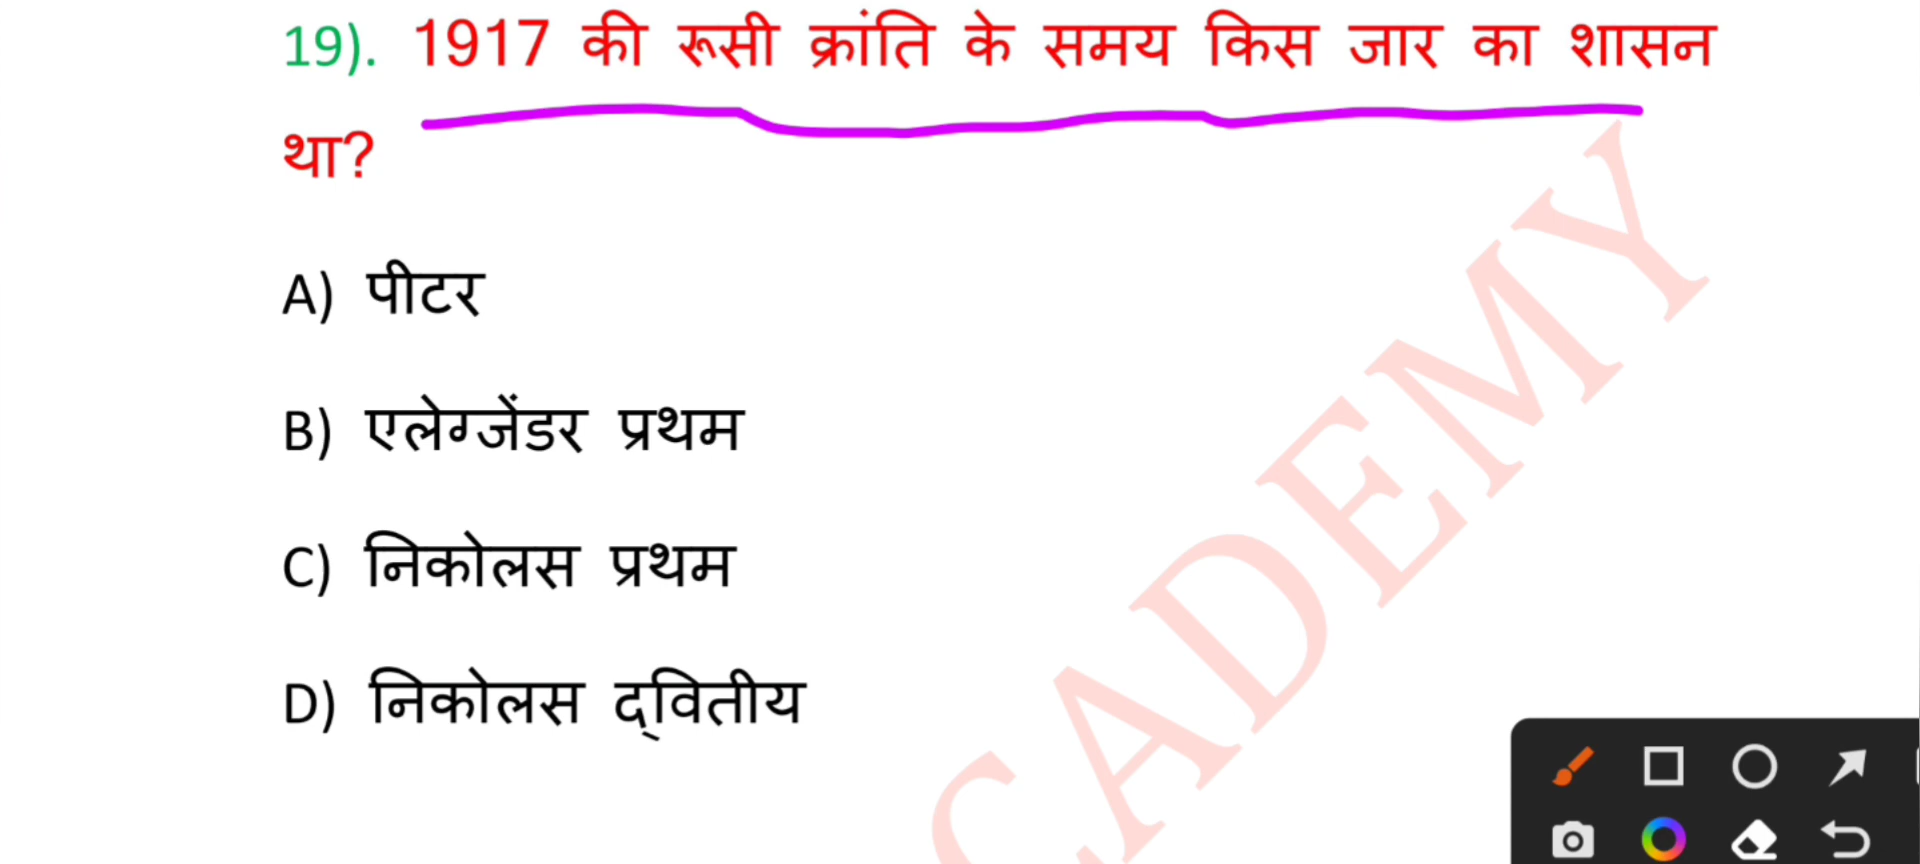 19). 1917 की रूसी क्रांति के समय किस जार का शासन
था?
A) पीटर
B) एलेग्जेंडर प्रथम
C) निकोलस प्रथम
D) निकोलस द्वितीय
CADEMY